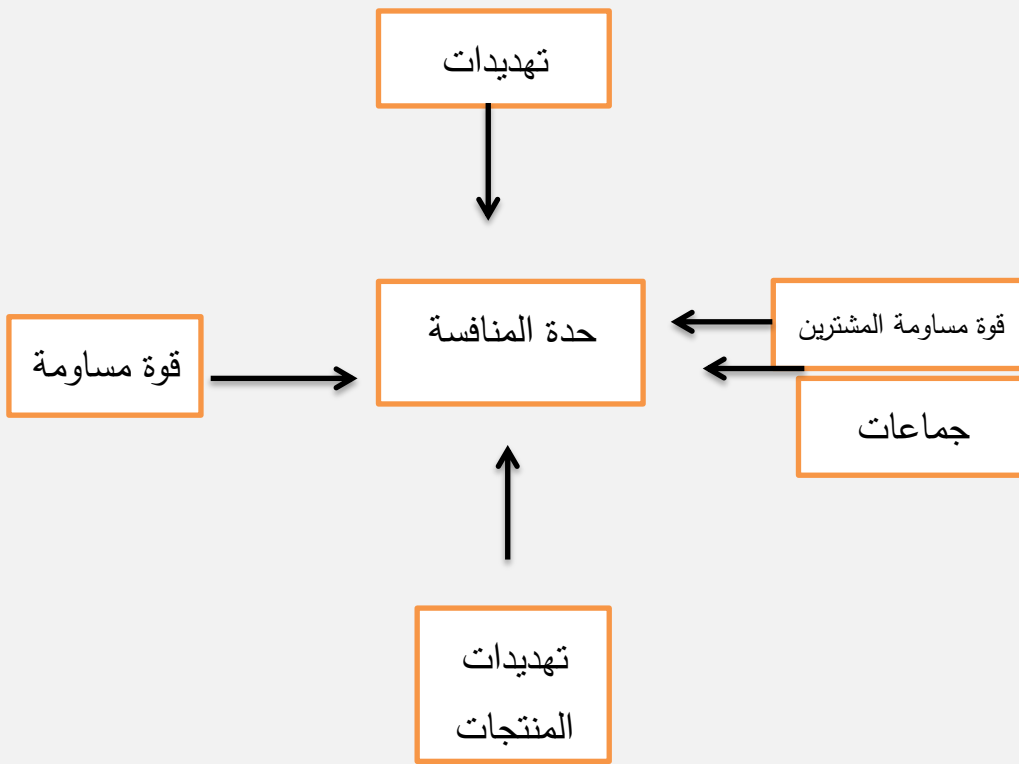 تهديدات
قوة مساومة المشترين
حدة المنافسة
قوة مساومة
جماعات
تهديدات
المنتجات